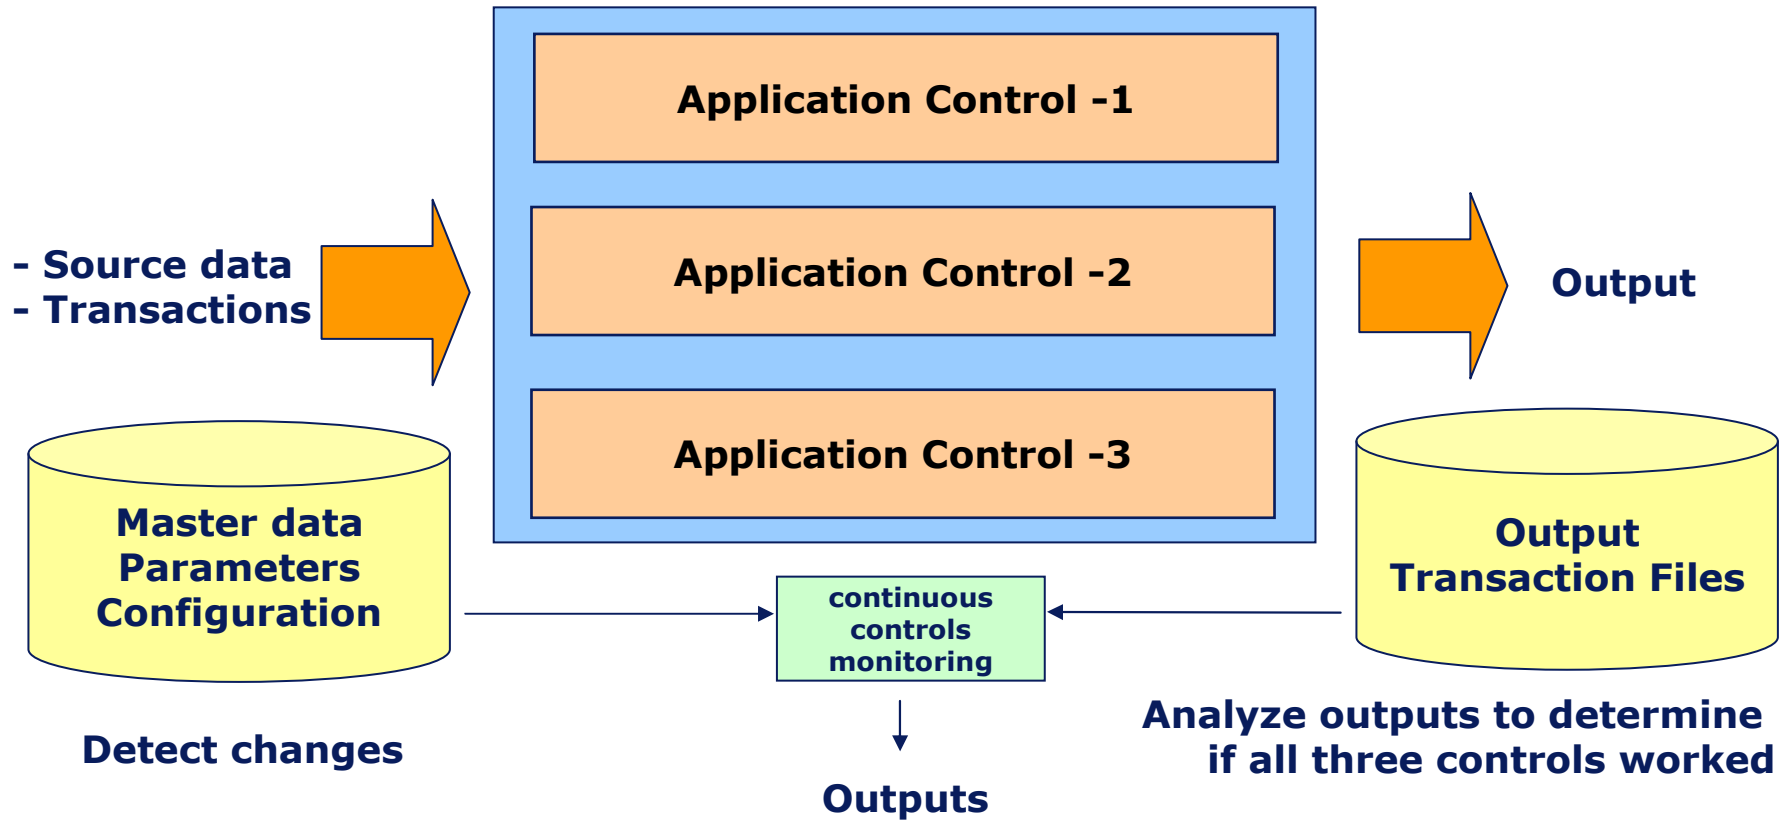 Application Control -1
Application Control -2
Application Control -3
- Source data
- Transactions
Output
Master data
Parameters
Configuration
continuous
controls
monitoring
Output
Transaction Files
Detect changes
Outputs
Analyze outputs to determine
if all three controls worked